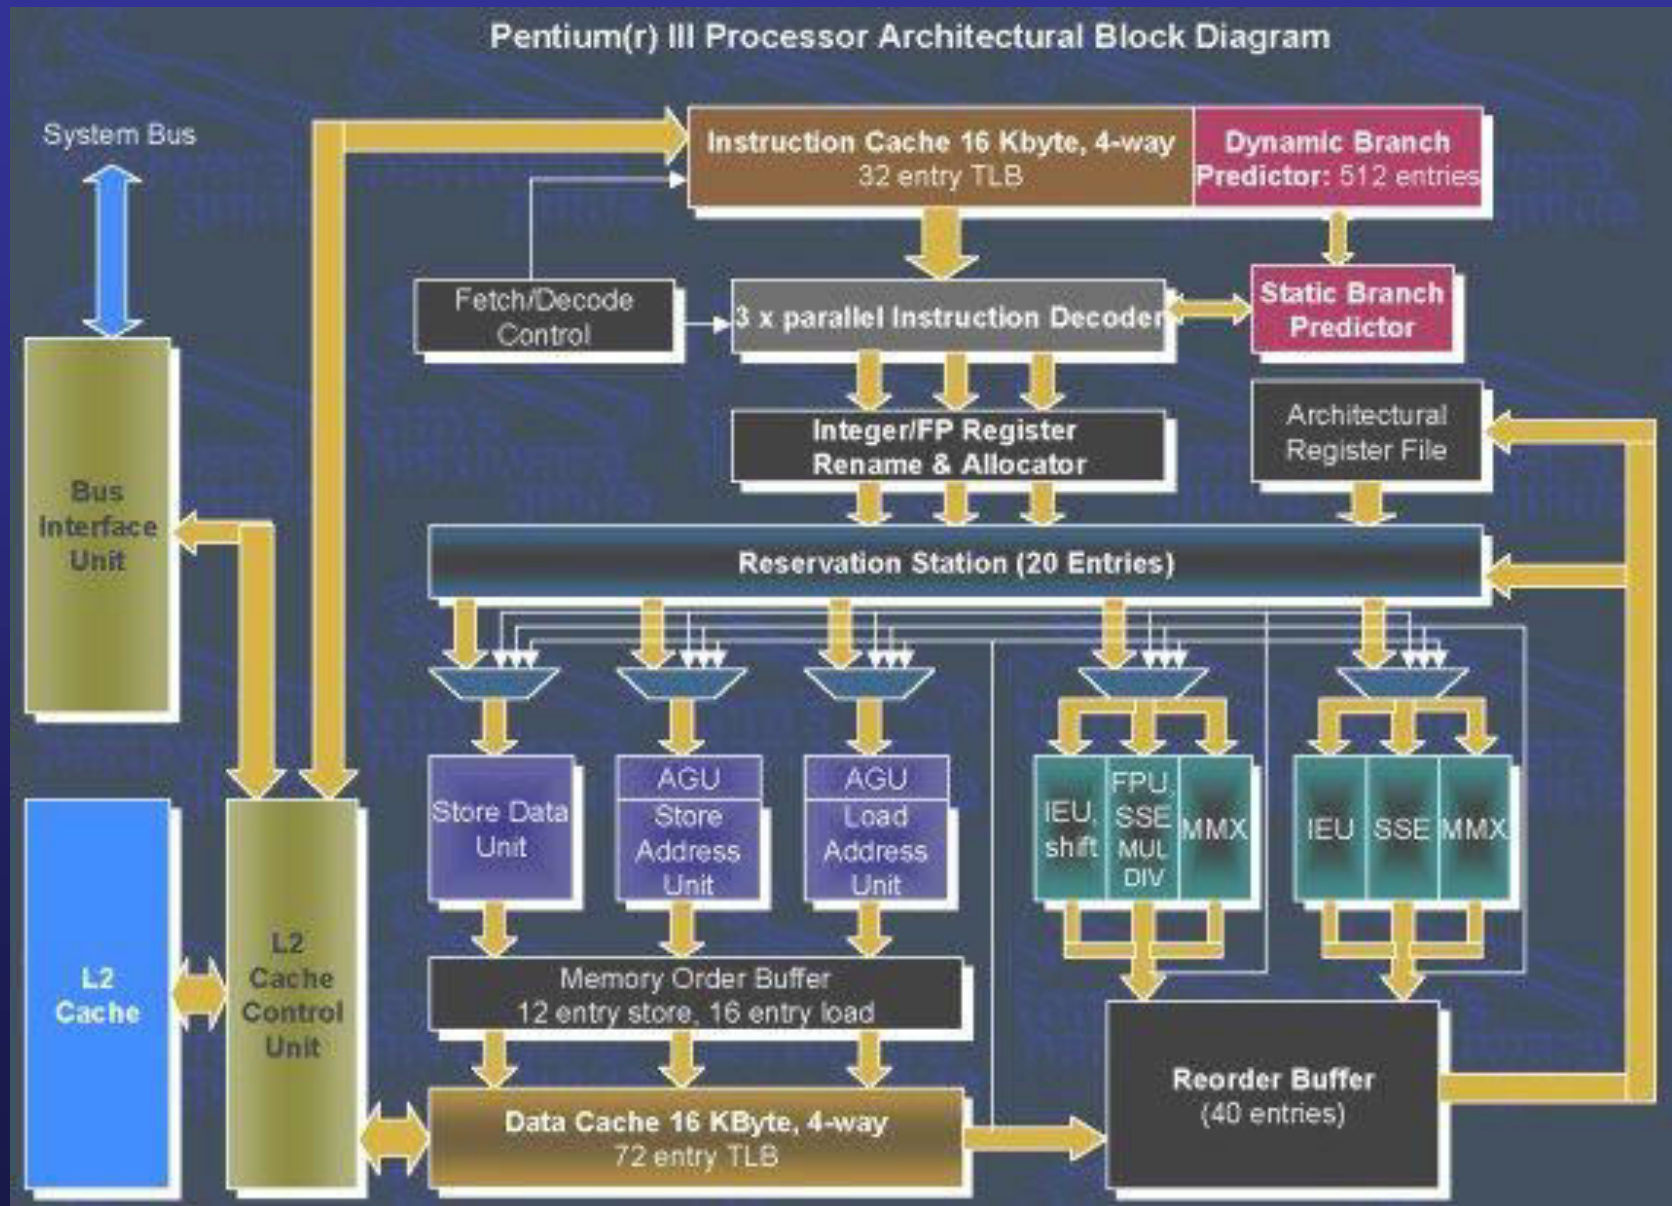 Pentium(r) III Processor Architectural Block Diagram
System Bus
Instruction Cache 16 Kbyte, 4-way
32 entry TLB
Dynamic Branch
Predictor: 512 entries
Fetch/Decode
Control
3 x parallel Instruction Decoder
Static Branch
Predictor
Integer/FP Register
Rename & Allocator
Architectural
Register File
Bus
Interface
Unit
Reservation Station (20 Entries)
Store Data
Unit
AGU
Store
Address
Unit
AGU
Load
Address
Unit
IEU,
shift
FPU,
SSE
MUL
DIV
MMX
IEU
SSE
MMX
L2
Cache
L2
Cache
Control
Unit
Memory Order Buffer
12 entry store, 16 entry load
Data Cache 16 KByte, 4-way
72 entry TLB
Reorder Buffer
(40 entries)